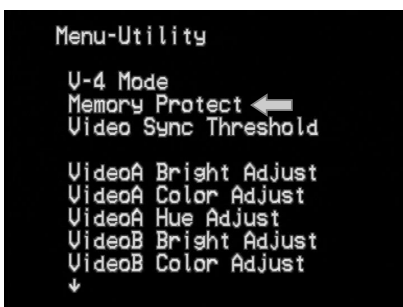 Menu-Utility
V-4 Mode
Memory Protect
Video Sync Threshold
VideoA Bright Adjust
VideoA Color Adjust
VideoA Hue Adjust
VideoB Bright Adjust
VideoB Color Adjust